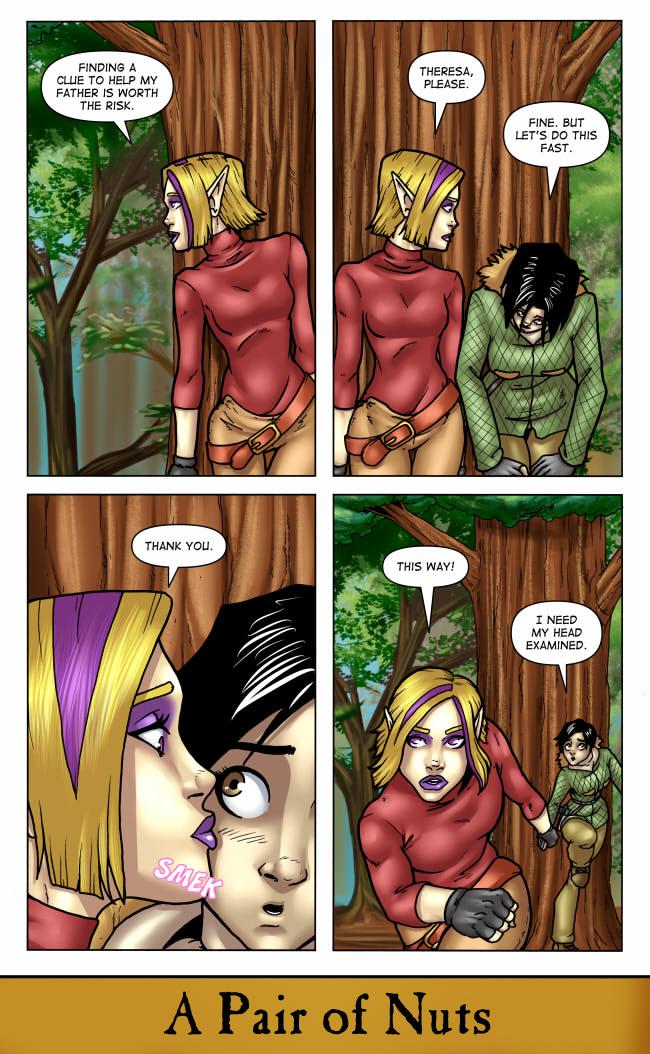 FINDING A
CLUE TO HELP MY
FATHER IS WORTH
THE RISK.
THERESA,
PLEASE.
FINE. BUT
LET'S DO THIS
FAST.
THANK YOU.
SMEK
THIS WAY!
I NEED
MY HEAD
EXAMINED.
A Pair of Nuts